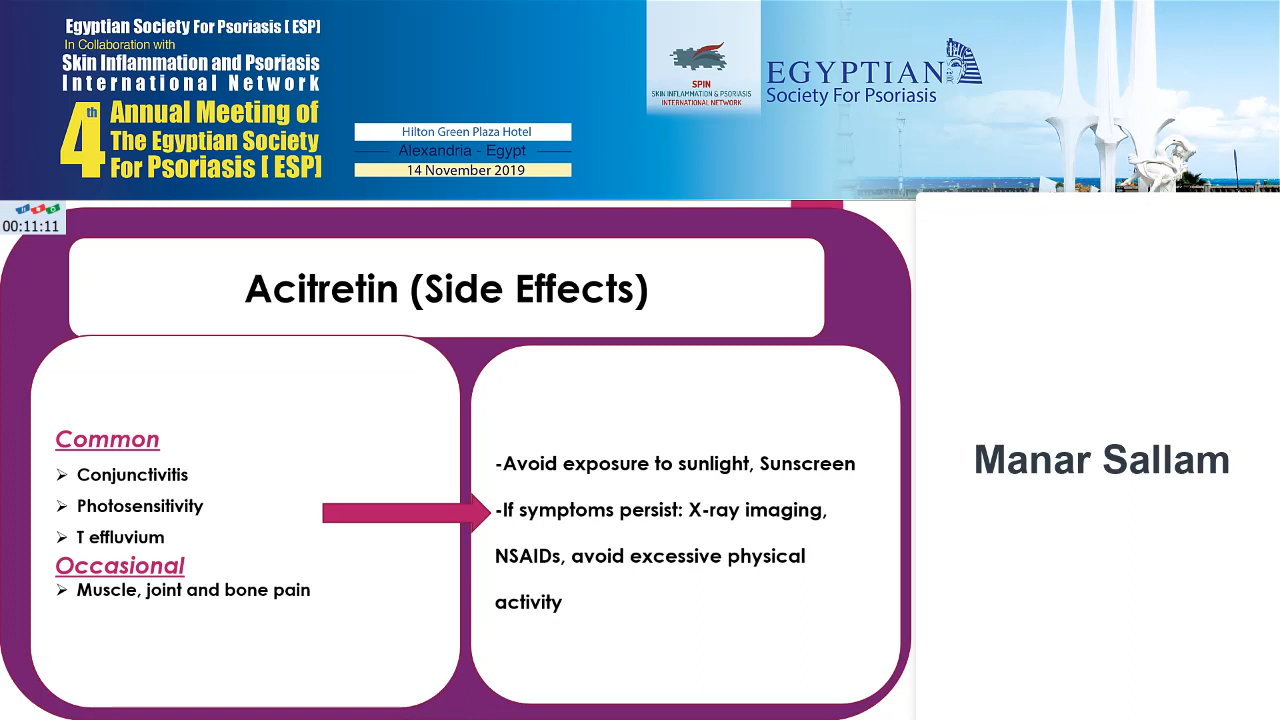 Egyptian Society For Psoriasis [ ESP]
In Collaboration with
Skin Inflammation and Psoriasis
International Network
4th Annual Meeting of
The Egyptian Society
For Psoriasis [ ESP]
Hilton Green Plaza Hotel
Alexandria - Egypt
14 November 2019
SPIN
SKIN INFLAMMATION & PSORIASIS
INTERNATIONAL NETWORK
EGYPTIAN
Society For Psoriasis
00:11:11
Acitretin (Side Effects)
Common
Conjunctivitis
Photosensitivity
T effluvium
Occasional
Muscle, joint and bone pain
-Avoid exposure to sunlight, Sunscreen
-If symptoms persist: X-ray imaging,
NSAIDs, avoid excessive physical
activity
Manar Sallam